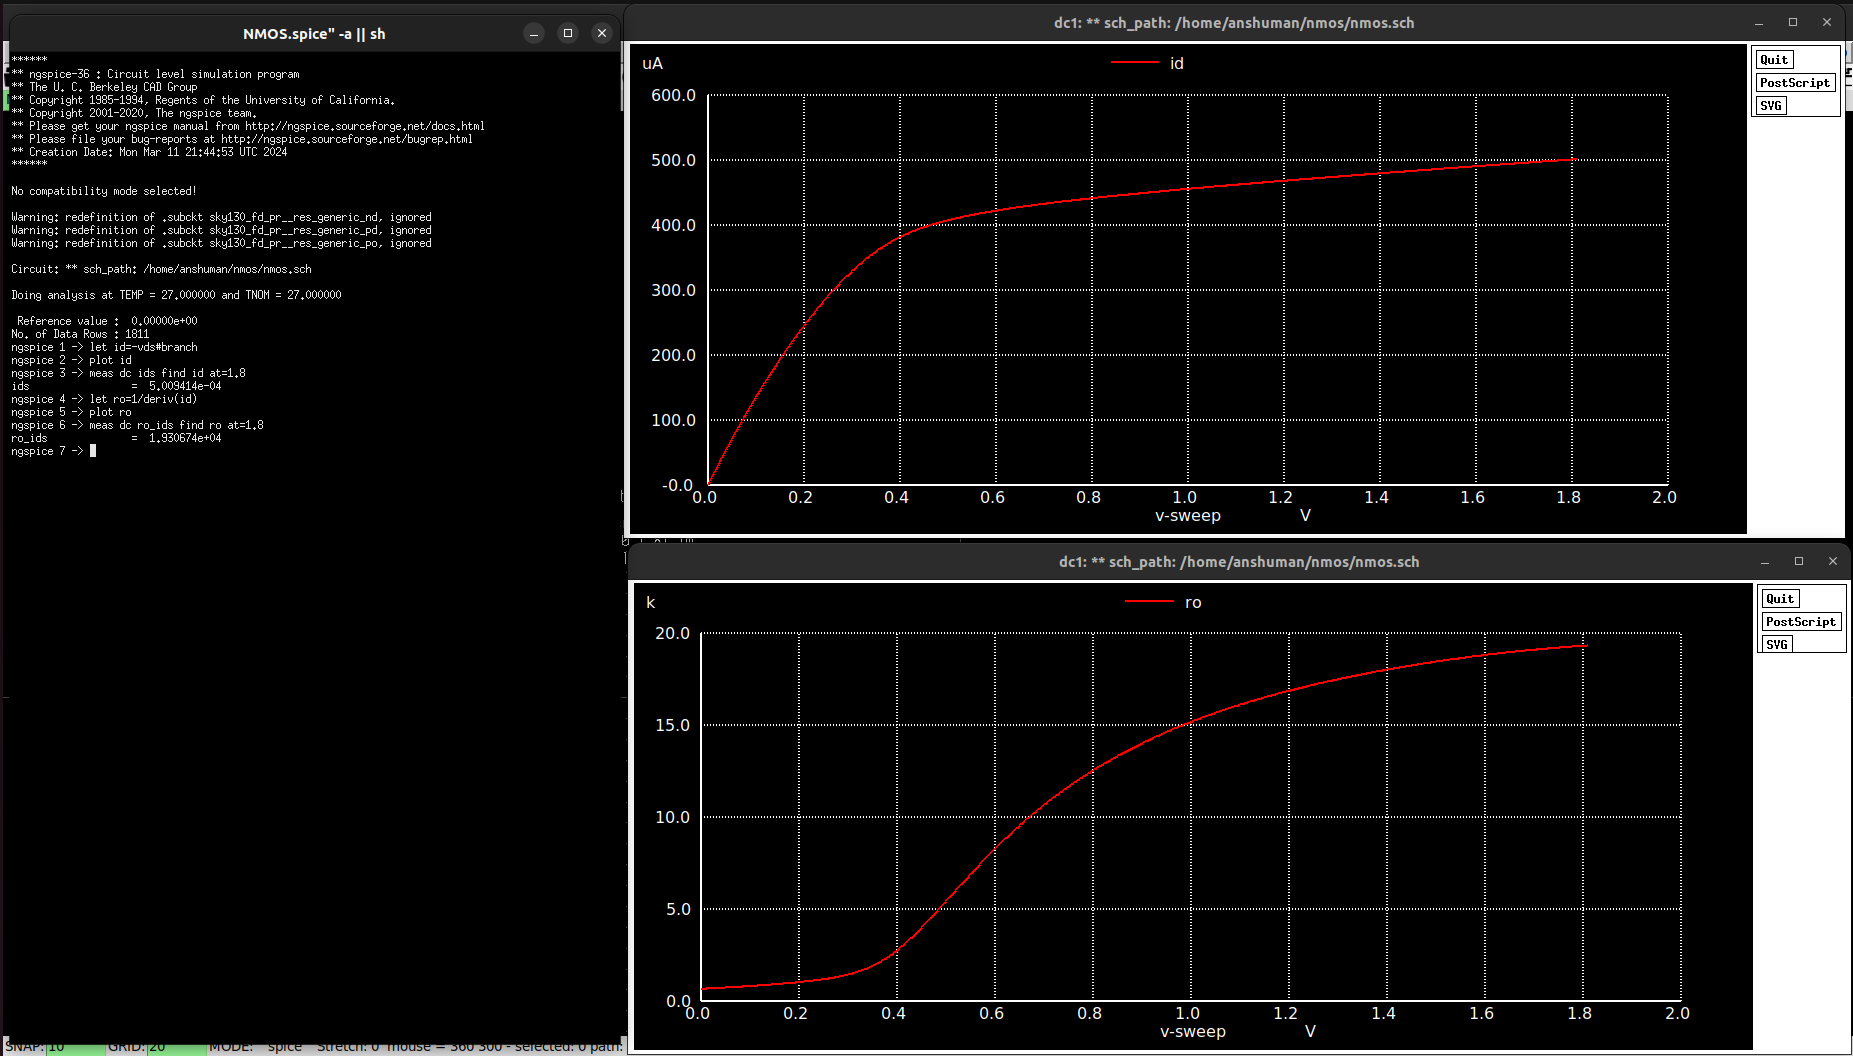 NMOS.spice" -a || sh
******
** ngspice-36 : Circuit level simulation program
** The U. C. Berkeley CAD Group
** Copyright 1985-1994, Regents of the University of California.
** Copyright 2001-2020, The ngspice team.
** Please get your ngspice manual from http://ngspice.sourceforge.net/docs.html
** Please file your bug-reports at http://ngspice.sourceforge.net/bugrep.html
** Creation Date: Mon Mar 11 21:44:53 UTC 2024
******
No compatibility mode selected!
Warning: redefinition of .subckt sky130_fd_pr__res_generic_nd, ignored
Warning: redefinition of .subckt sky130_fd_pr__res_generic_pd, ignored
Warning: redefinition of .subckt sky130_fd_pr__res_generic_po, ignored
Circuit: ** sch_path: /home/anshuman/nmos/nmos.sch
Doing analysis at TEMP = 27.000000 and TNOM = 27.000000
Reference value :  0.00000e+00
No. of Data Rows : 1811
ngspice 1 -> let id=-vds#branch
ngspice 2 -> plot id
ngspice 3 -> meas dc ids find id at=1.8
ids                 =  5.009414e-04
ngspice 4 -> let ro=1/deriv(id)
ngspice 5 -> plot ro
ngspice 6 -> meas dc ro_ids find ro at=1.8
ro_ids              =  1.930674e+04
ngspice 7 ->
SNAP: 10 GRID: 20 MODE: spice Stretch: 0 mouse = 360 300 - selected: 0 path:
dc1: ** sch_path: /home/anshuman/nmos/nmos.sch
uA
id
600.0
500.0
400.0
300.0
200.0
100.0
-0.0
0.0 0.2 0.4 0.6 0.8 1.0 1.2 1.4 1.6 1.8 2.0
v-sweep V
Quit
PostScript
SVG
dc1: ** sch_path: /home/anshuman/nmos/nmos.sch
k
ro
20.0
15.0
10.0
5.0
0.0
0.0 0.2 0.4 0.6 0.8 1.0 1.2 1.4 1.6 1.8 2.0
v-sweep V
Quit
PostScript
SVG